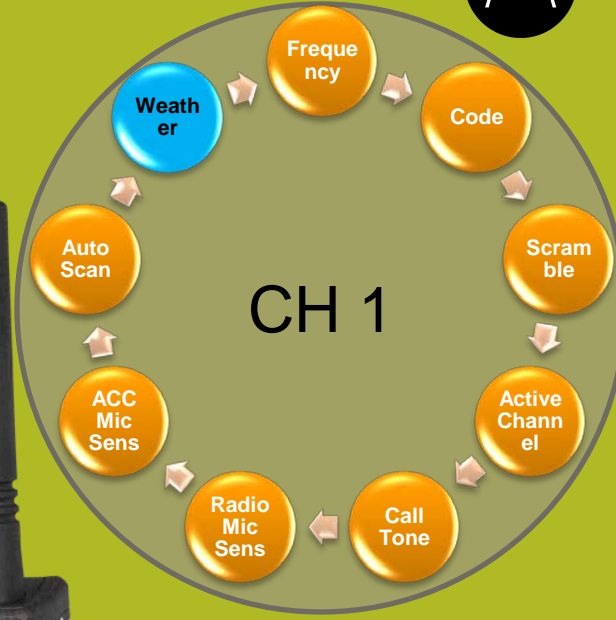 Freque
ncy
Code
Scram
ble
Active
Chann
el
Call
Tone
Radio
Mic
Sens
ACC
Mic
Sens
Auto
Scan
Weath
er
CH 1